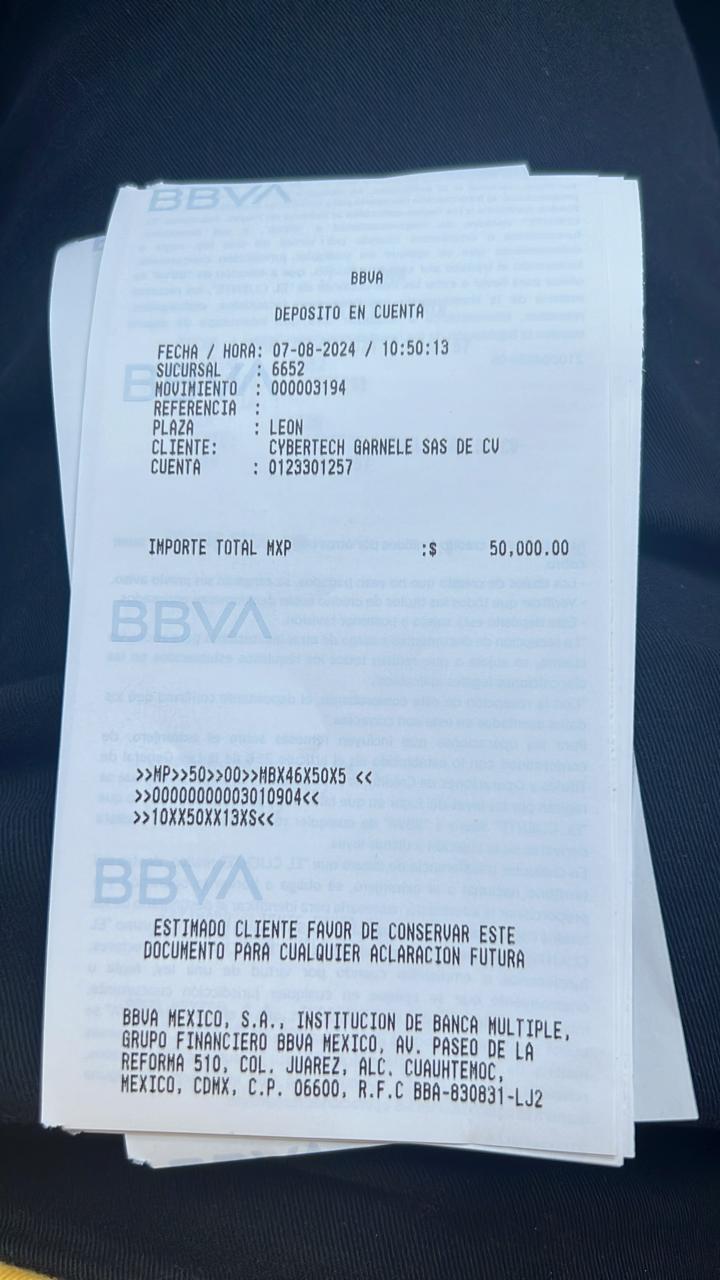 BBVA
BBVA
DEPOSITO EN CUENTA
FECHA / HORA: 07-08-2024 / 10:50:13
SUCURSAL : 6652
MOVIMIENTO : 000003194
REFERENCIA :
PLAZA : LEON
CLIENTE: CYBERTECH GARNELE SAS DE CV
CUENTA : 0123301257
IMPORTE TOTAL MXP :$ 50,000.00
BBVA
>>MP>>50>>00>>MBX46X50X5 <<
>>00000000003010904<<
>>10XX50XX13XS<<
BBVA
ESTIMADO CLIENTE FAVOR DE CONSERVAR ESTE
DOCUMENTO PARA CUALQUIER ACLARACION FUTURA
BBVA MEXICO, S.A., INSTITUCION DE BANCA MULTIPLE,
GRUPO FINANCIERO BBVA MEXICO, AV. PASEO DE LA
REFORMA 510, COL. JUAREZ, ALC. CUAUHTEMOC,
MEXICO, CDMX, C.P. 06600, R.F.C BBA-830831-LJ2